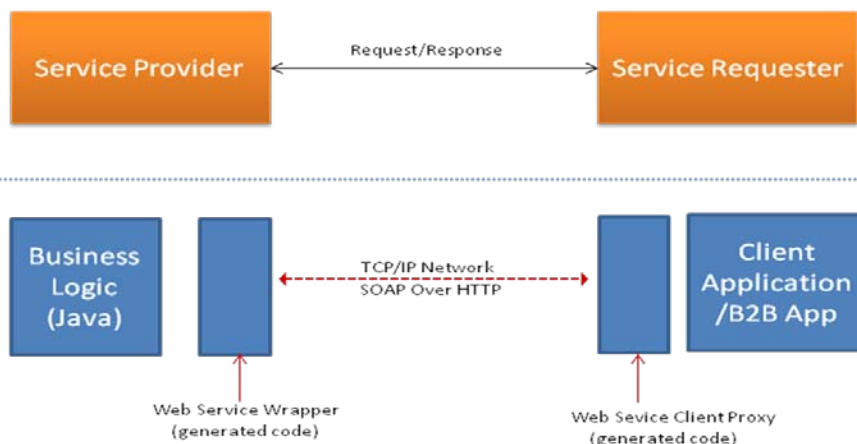 Service Provider
Request/Response
Service Requester
Business
Logic
(Java)
TCP/IP Network
SOAP Over HTTP
Client
Application
/B2B App
Web Service Wrapper
(generated code)
Web Sevice Client Proxy
(generated code)